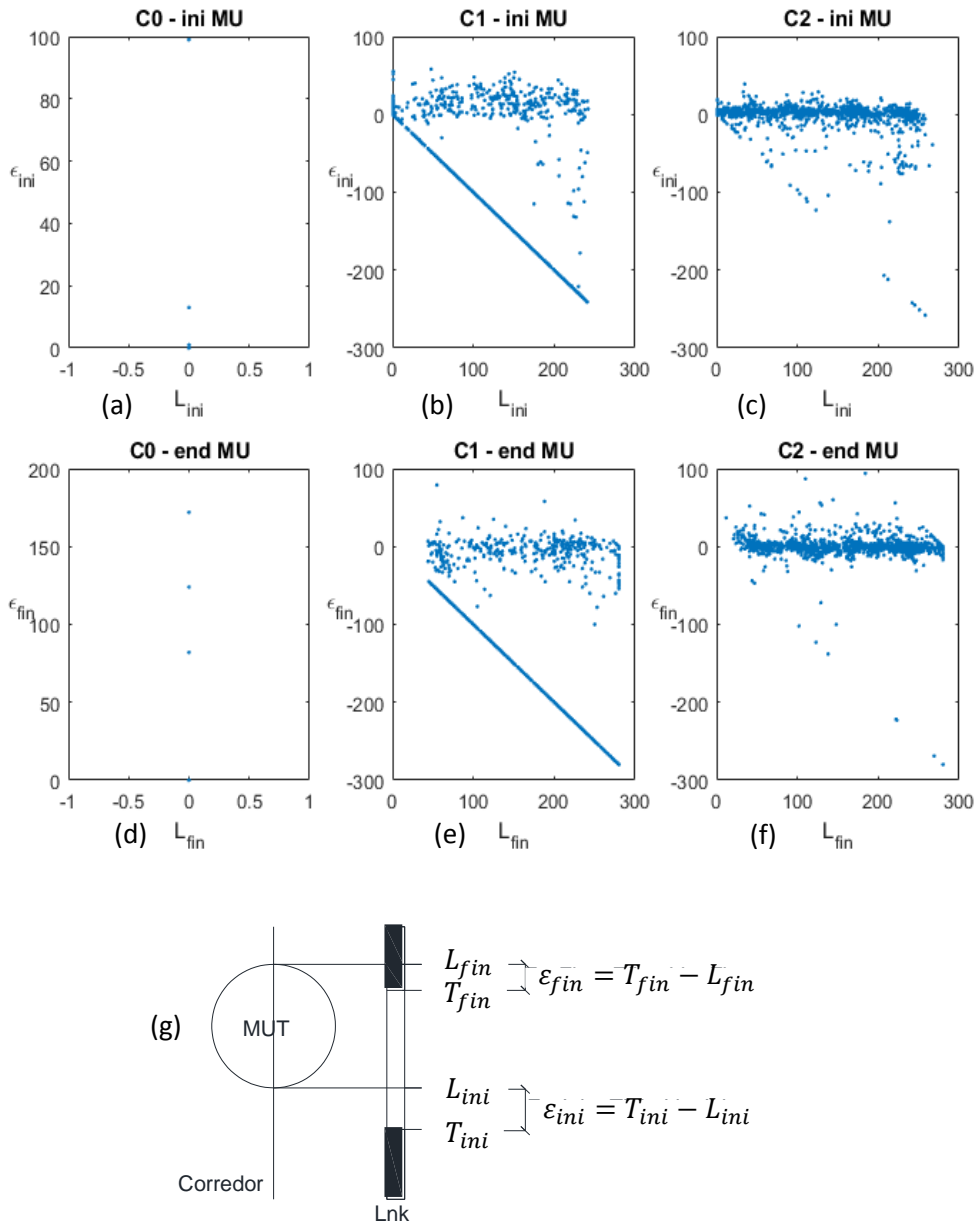 C0 - ini MU
C1 - ini MU
C2 - ini MU
100
80
60
40
20
0
ϵini
-1 -0.5 0 0.5 1
(a) Lini
100
0
-100
-200
-300
ϵini
0 100 200 300
(b) Lini
100
0
-100
-200
-300
ϵini
0 100 200 300
(c) Lini
C0 - end MU
C1 - end MU
C2 - end MU
200
150
100
50
0
ϵfin
-1 -0.5 0 0.5 1
(d) Lfin
100
0
-100
-200
-300
ϵfin
0 100 200 300
(e) Lfin
100
0
-100
-200
-300
ϵfin
0 100 200 300
(f) Lfin
(g)
MUT
Corredor
Lnk
Lfin
Tfin
εfin = Tfin − Lfin
Lini
Tini
εini = Tini − Lini